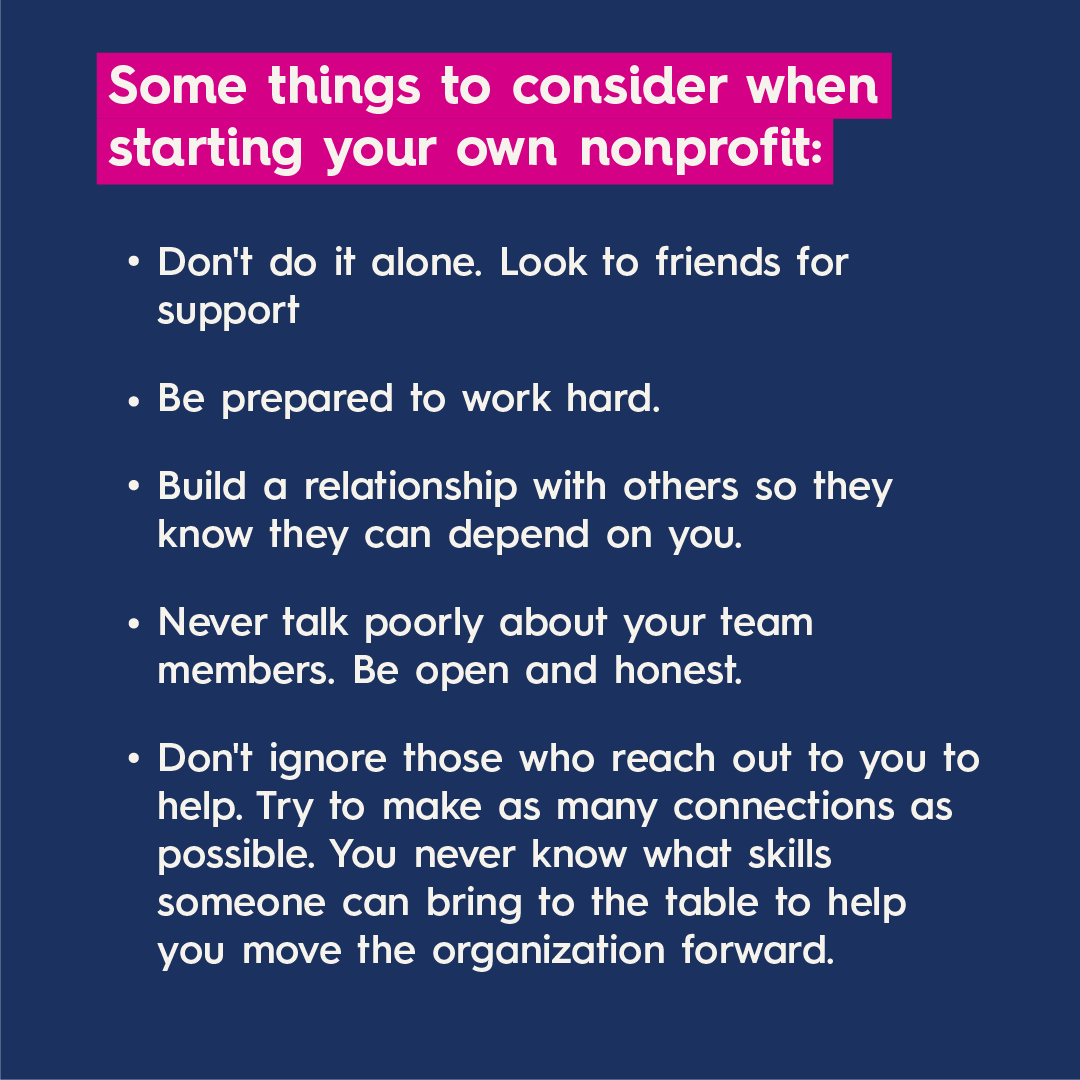 Some things to consider when
starting your own nonprofit:
• Don't do it alone. Look to friends for
support
• Be prepared to work hard.
• Build a relationship with others so they
know they can depend on you.
• Never talk poorly about your team
members. Be open and honest.
• Don't ignore those who reach out to you to
help. Try to make as many connections as
possible. You never know what skills
someone can bring to the table to help
you move the organization forward.